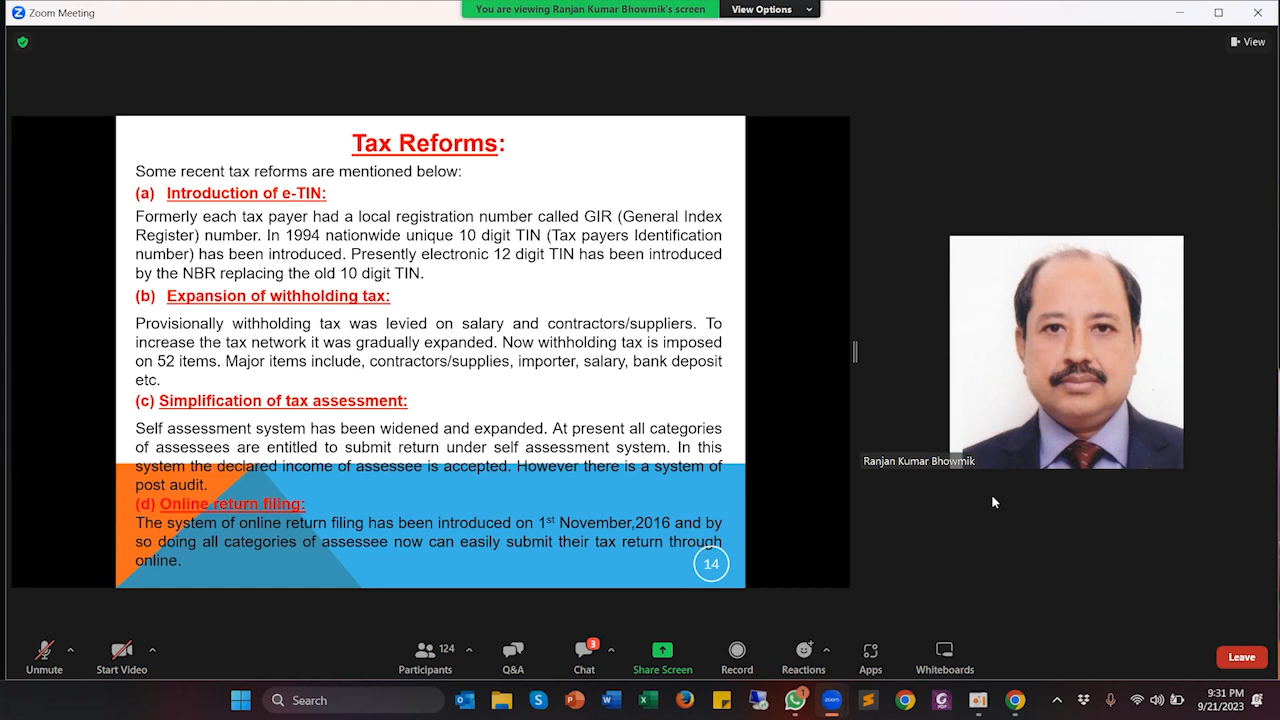 Zoom Meeting
You are viewing Ranjan Kumar Bhowmik's screen
View Options
View
Tax Reforms:
Some recent tax reforms are mentioned below:
(a) Introduction of e-TIN:
Formerly each tax payer had a local registration number called GIR (General Index
Register) number. In 1994 nationwide unique 10 digit TIN (Tax payers Identification
number) has been introduced. Presently electronic 12 digit TIN has been introduced
by the NBR replacing the old 10 digit TIN.
(b) Expansion of withholding tax:
Provisionally withholding tax was levied on salary and contractors/suppliers. To
increase the tax network it was gradually expanded. Now withholding tax is imposed
on 52 items. Major items include, contractors/supplies, importer, salary, bank deposit
etc.
(c) Simplification of tax assessment:
Self assessment system has been widened and expanded. At present all categories
of assessees are entitled to submit return under self assessment system. In this
system the declared income of assessee is accepted. However there is a system of
post audit.
(d) Online return filing:
The system of online return filing has been introduced on 1st November,2016 and by
so doing all categories of assessee now can easily submit their tax return through
online.
14
Ranjan Kumar Bhowmik
124
3
Unmute
Start Video
Participants
Q&A
Chat
Share Screen
Record
Reactions
Apps
Whiteboards
Leave
Search
1
zoom
9:31 PM
9/21/2023